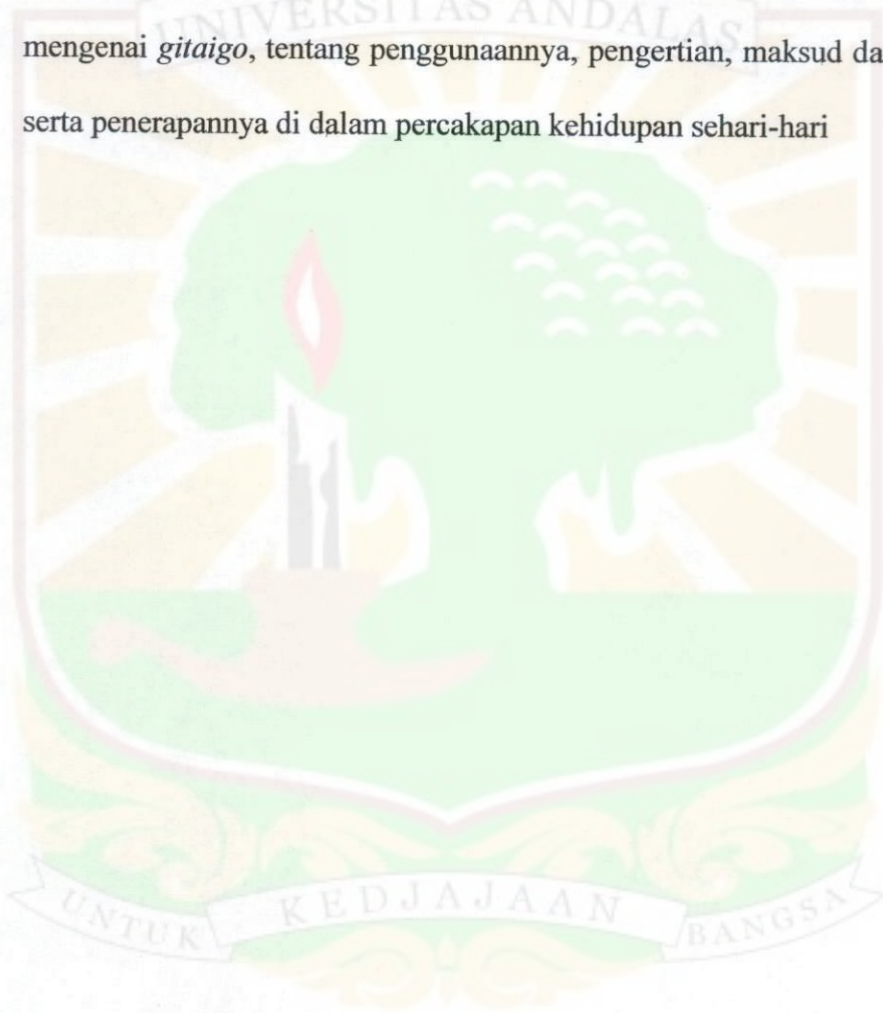 UNIVERSITAS ANDALAS
mengenai gitaigo, tentang penggunaannya, pengertian, maksud da
serta penerapannya di dalam percakapan kehidupan sehari-hari
UNTUK KEDJAJAAN BANGSA